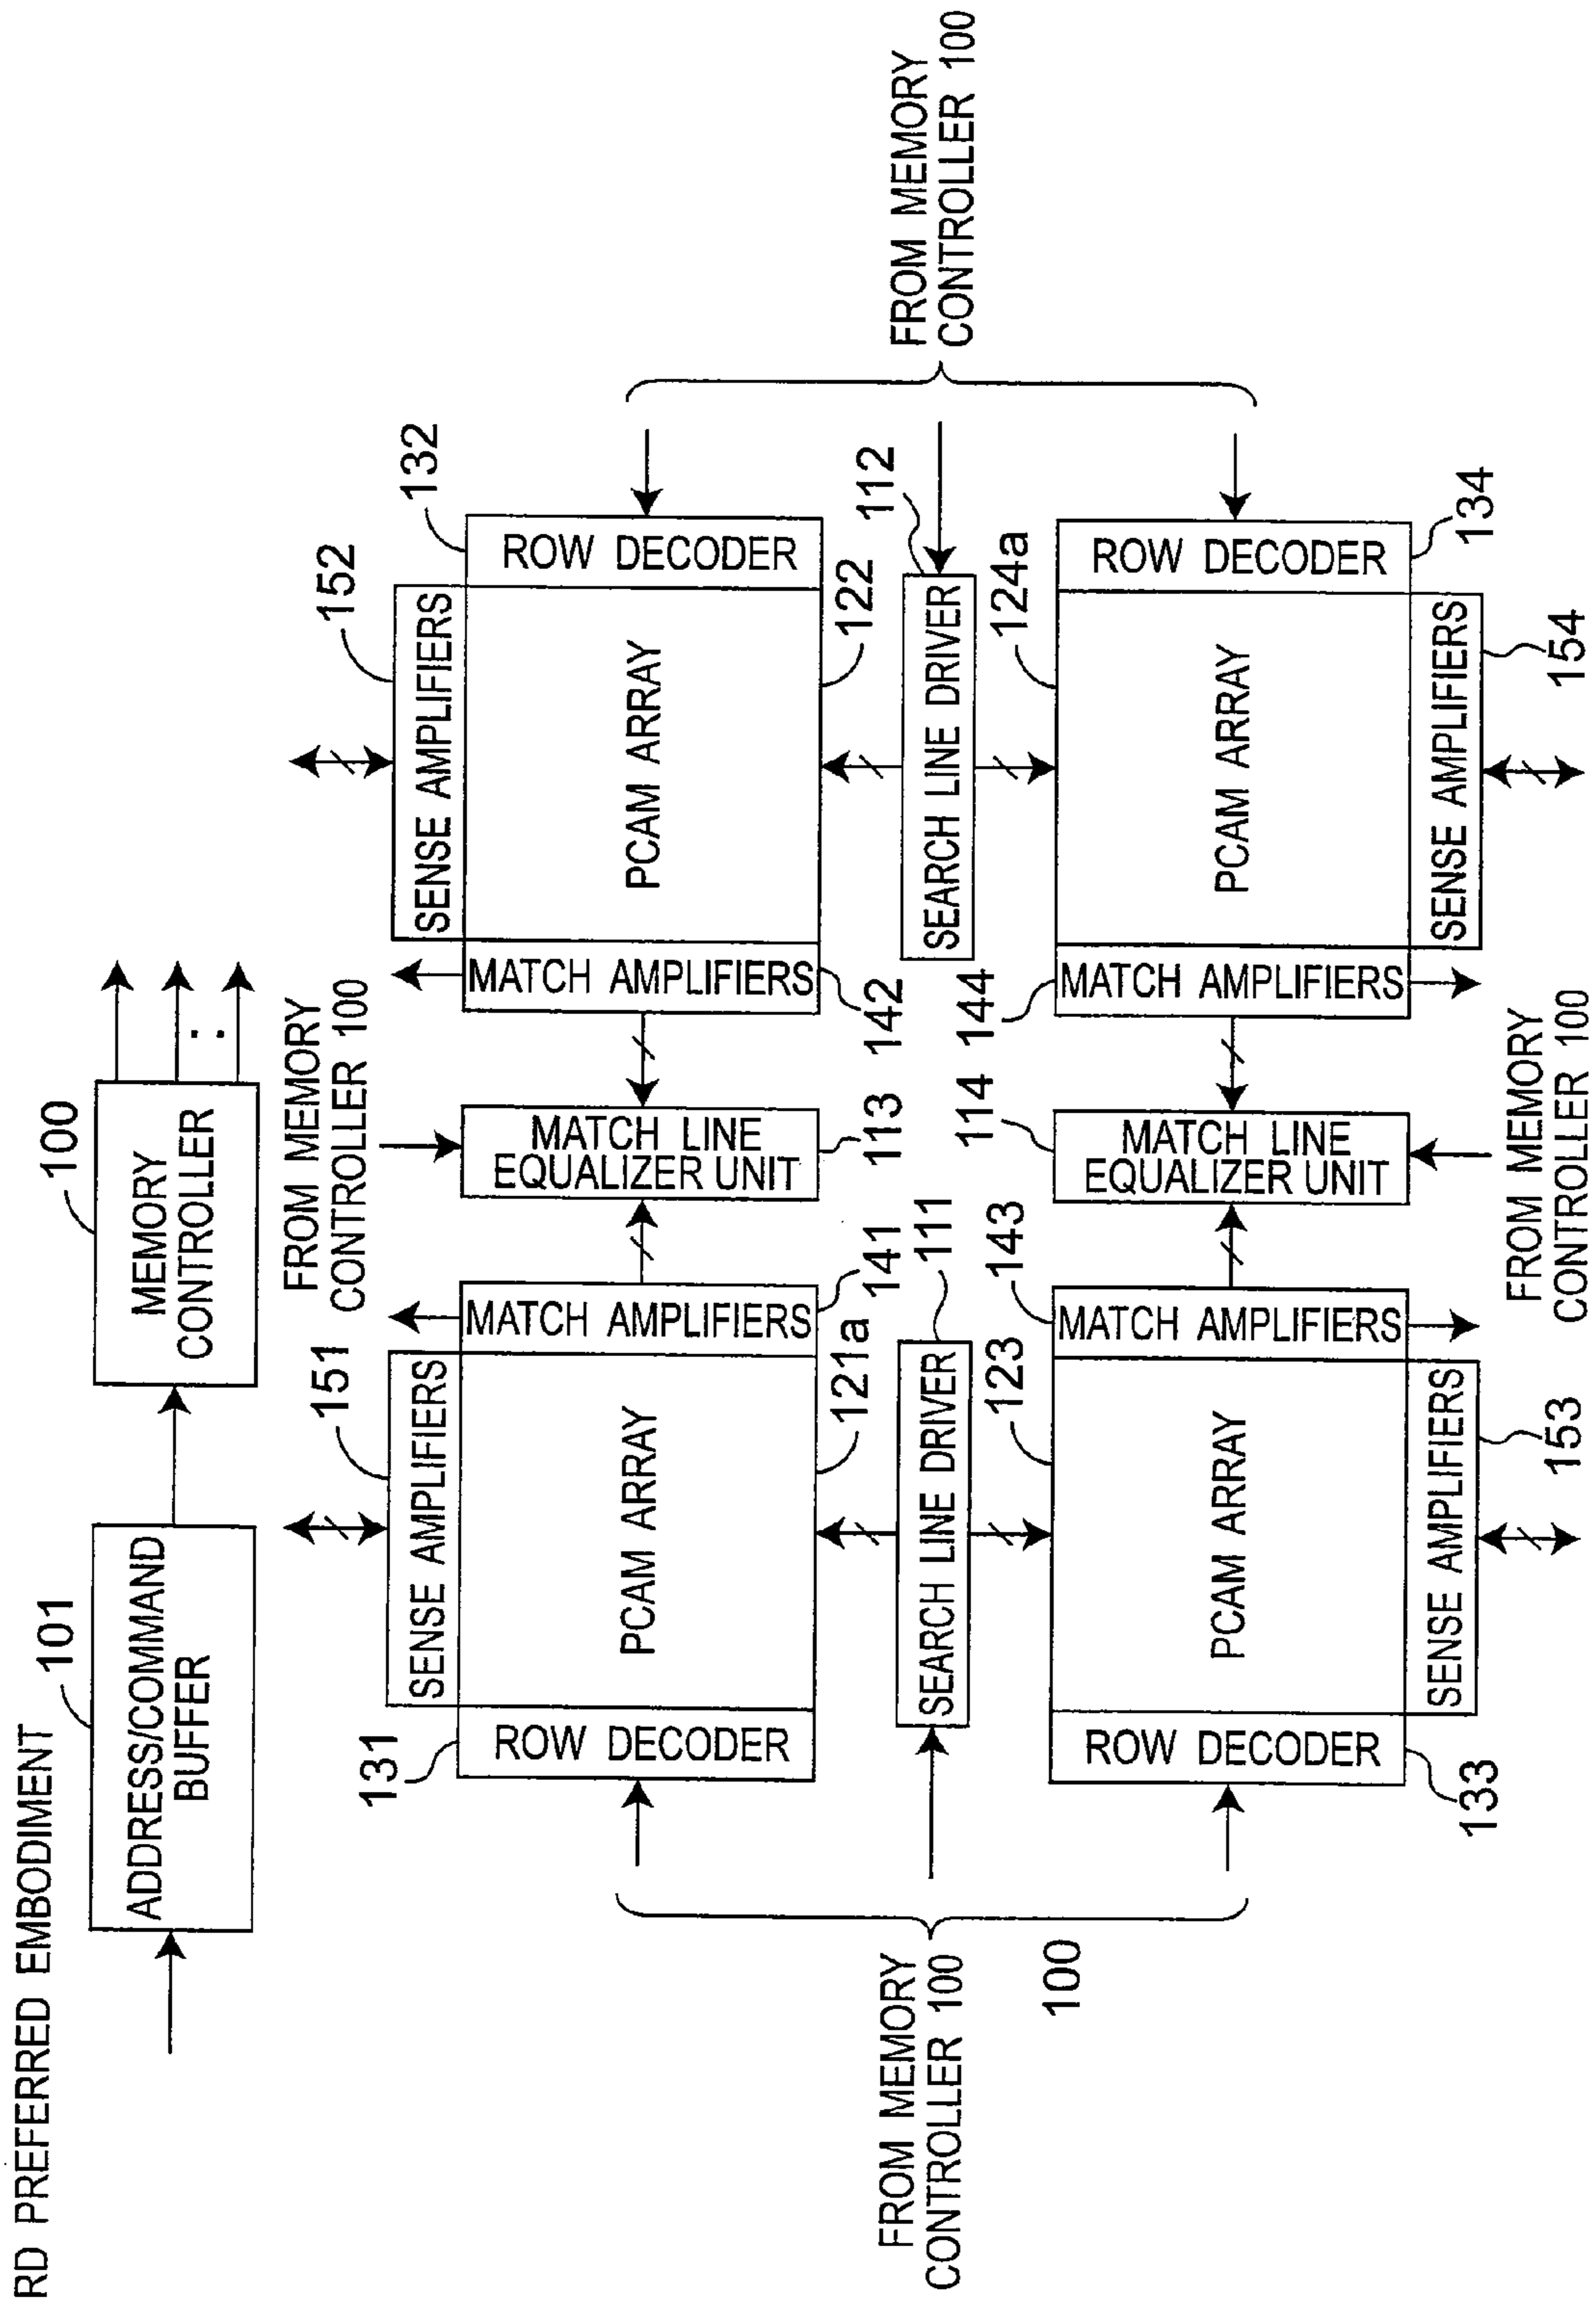 RD PREFERRED EMBODIMENT
101
ADDRESS/COMMAND
BUFFER
100
MEMORY
CONTROLLER
FROM MEMORY
CONTROLLER 100
151
SENSE AMPLIFIERS
152
SENSE AMPLIFIERS
131
ROW DECODER
PCAM ARRAY
MATCH AMPLIFIERS
141
121a
MATCH LINE
EQUALIZER UNIT
113
MATCH AMPLIFIERS
142
PCAM ARRAY
122
ROW DECODER
132
FROM MEMORY
CONTROLLER 100
100
SEARCH LINE DRIVER
111
SEARCH LINE DRIVER
112
FROM MEMORY
CONTROLLER 100
ROW DECODER
133
PCAM ARRAY
123
MATCH AMPLIFIERS
143
MATCH LINE
EQUALIZER UNIT
114
MATCH AMPLIFIERS
144
PCAM ARRAY
124a
ROW DECODER
134
SENSE AMPLIFIERS
153
SENSE AMPLIFIERS
154
FROM MEMORY
CONTROLLER 100